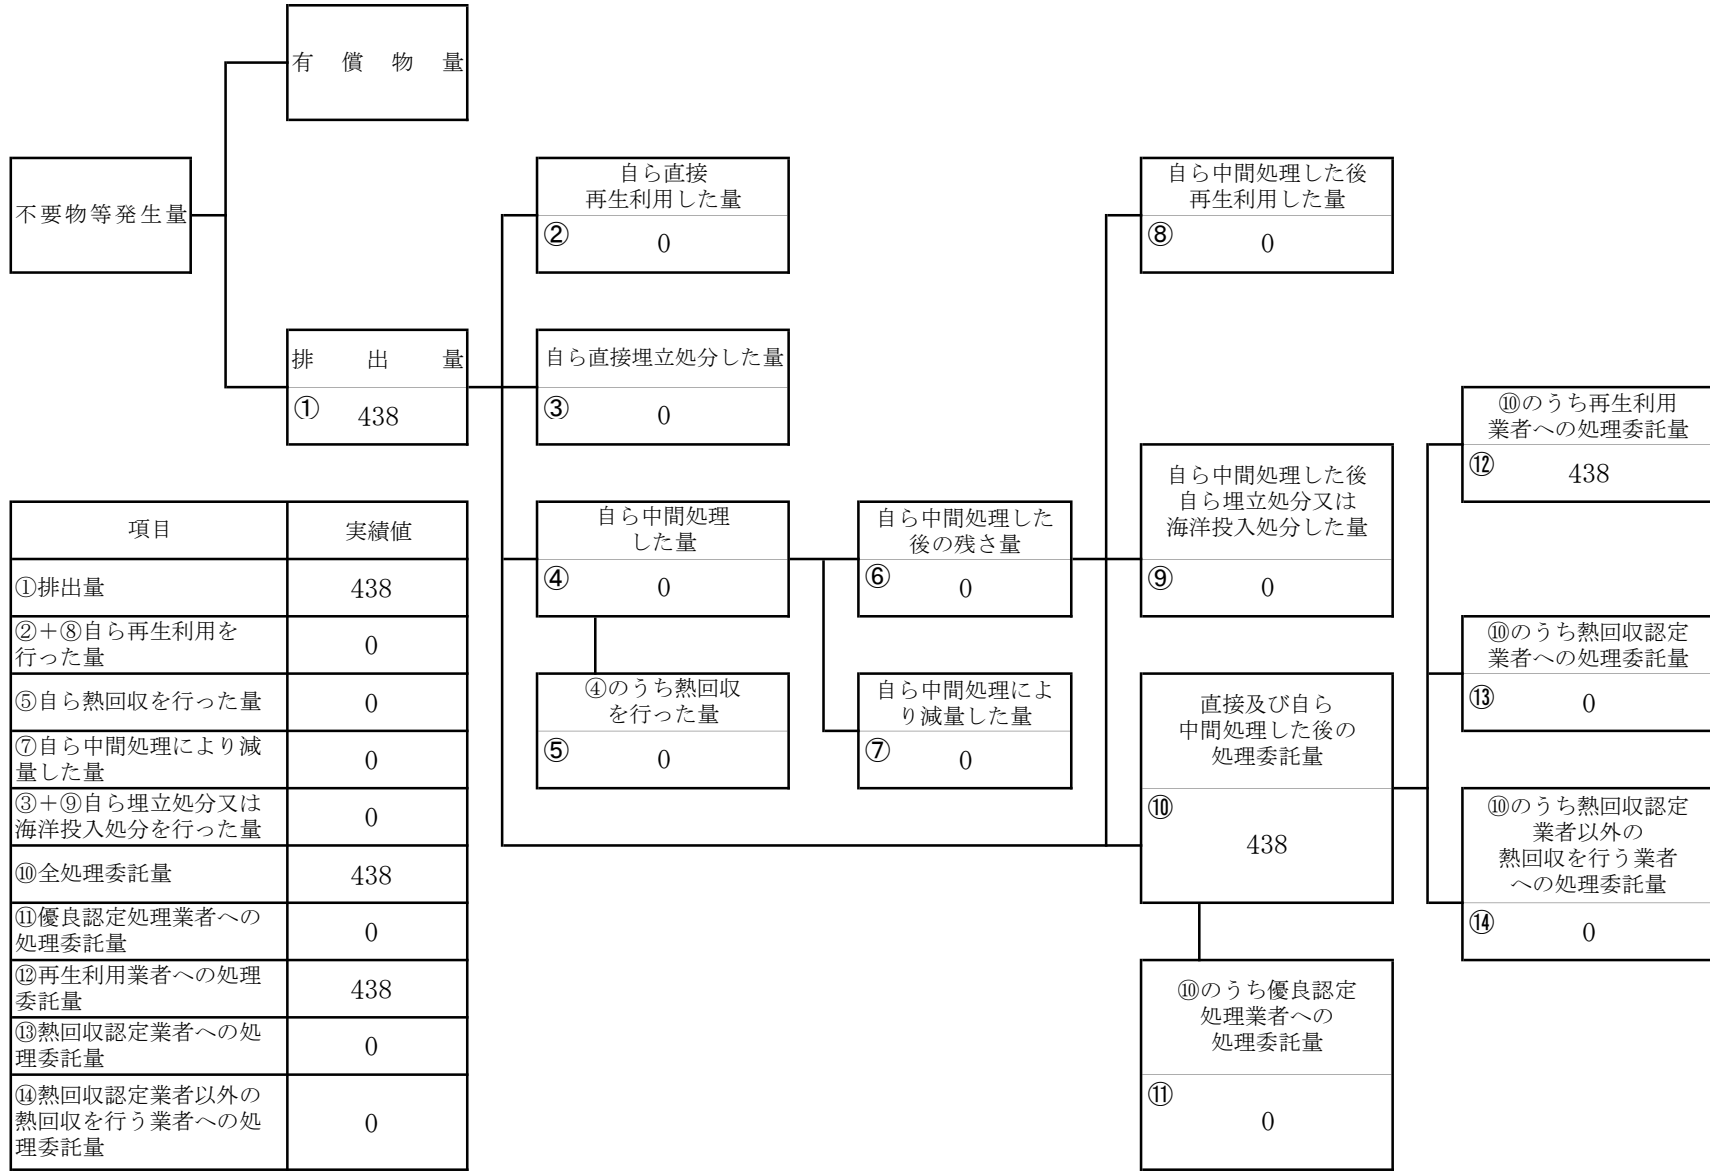 有償物量
不要物等発生量
自ら直接
再生利用した量
② 0
自ら中間処理した後
再生利用した量
⑧ 0
排出量
① 438
自ら直接埋立処分した量
③ 0
⑩のうち再生利用
業者への処理委託量
⑫ 438
自ら中間処理
した量
④ 0
自ら中間処理した
後の残さ量
⑥ 0
自ら中間処理した後
自ら埋立処分又は
海洋投入処分した量
⑨ 0
⑩のうち熱回収認定
業者への処理委託量
⑬ 0
④のうち熱回収
を行った量
⑤ 0
自ら中間処理によ
り減量した量
⑦ 0
直接及び自ら
中間処理した後の
処理委託量
⑩
438
⑩のうち熱回収認定
業者以外の
熱回収を行う業者
への処理委託量
⑭ 0
⑩のうち優良認定
処理業者への
処理委託量
⑪
0
項目 実績値
①排出量 438
②＋⑧自ら再生利用を
行った量 0
⑤自ら熱回収を行った量 0
⑦自ら中間処理により減
量した量 0
③＋⑨自ら埋立処分又は
海洋投入処分を行った量 0
⑩全処理委託量 438
⑪優良認定処理業者への
処理委託量 0
⑫再生利用業者への処理
委託量 438
⑬熱回収認定業者への処
理委託量 0
⑭熱回収認定業者以外の
熱回収を行う業者への処
理委託量 0